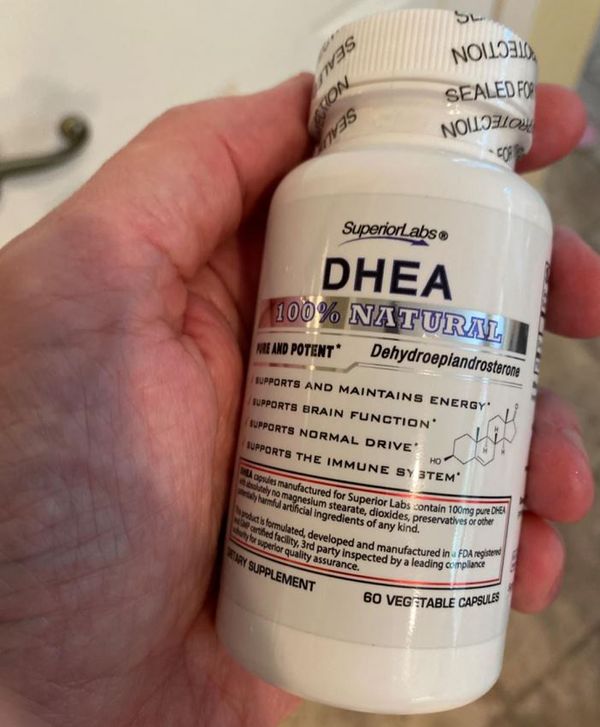 SEALED FOR
PROTECTION
SEALED FOR
PROTECTION
SuperiorLabs®
DHEA
100% NATURAL
PURE AND POTENT*
Dehydroepiandrosterone
SUPPORTS AND MAINTAINS ENERGY*
SUPPORTS BRAIN FUNCTION*
SUPPORTS NORMAL DRIVE*
SUPPORTS THE IMMUNE SYSTEM*
HO
O
H
H
H
DHEA capsules manufactured for Superior Labs contain 100mg pure DHEA
with absolutely no magnesium stearate, dioxides, preservatives or other
potentially harmful artificial ingredients of any kind.
product is formulated, developed and manufactured in a FDA registered
and GMP certified facility, 3rd party inspected by a leading compliance
for superior quality assurance.
DIETARY SUPPLEMENT
60 VEGETABLE CAPSULES